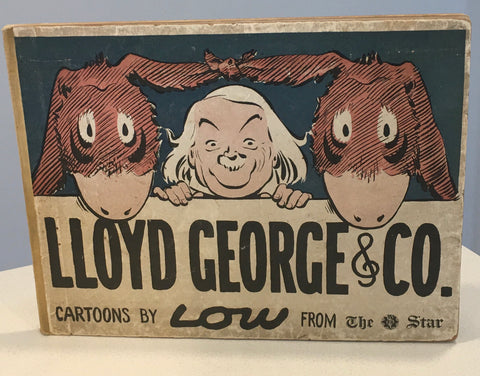 LLOYD GEORGE & CO.
CARTOONS BY LOW FROM The Star